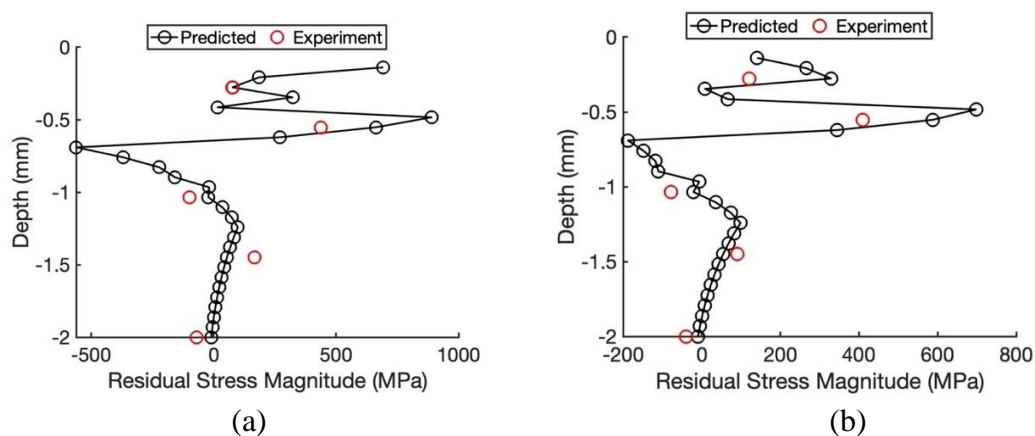 Predicted Experiment
0
-0.5
-1
-1.5
-2
Depth (mm)
-500 0 500 1000
Residual Stress Magnitude (MPa)
(a)
Predicted Experiment
0
-0.5
-1
-1.5
-2
Depth (mm)
-200 0 200 400 600 800
Residual Stress Magnitude (MPa)
(b)